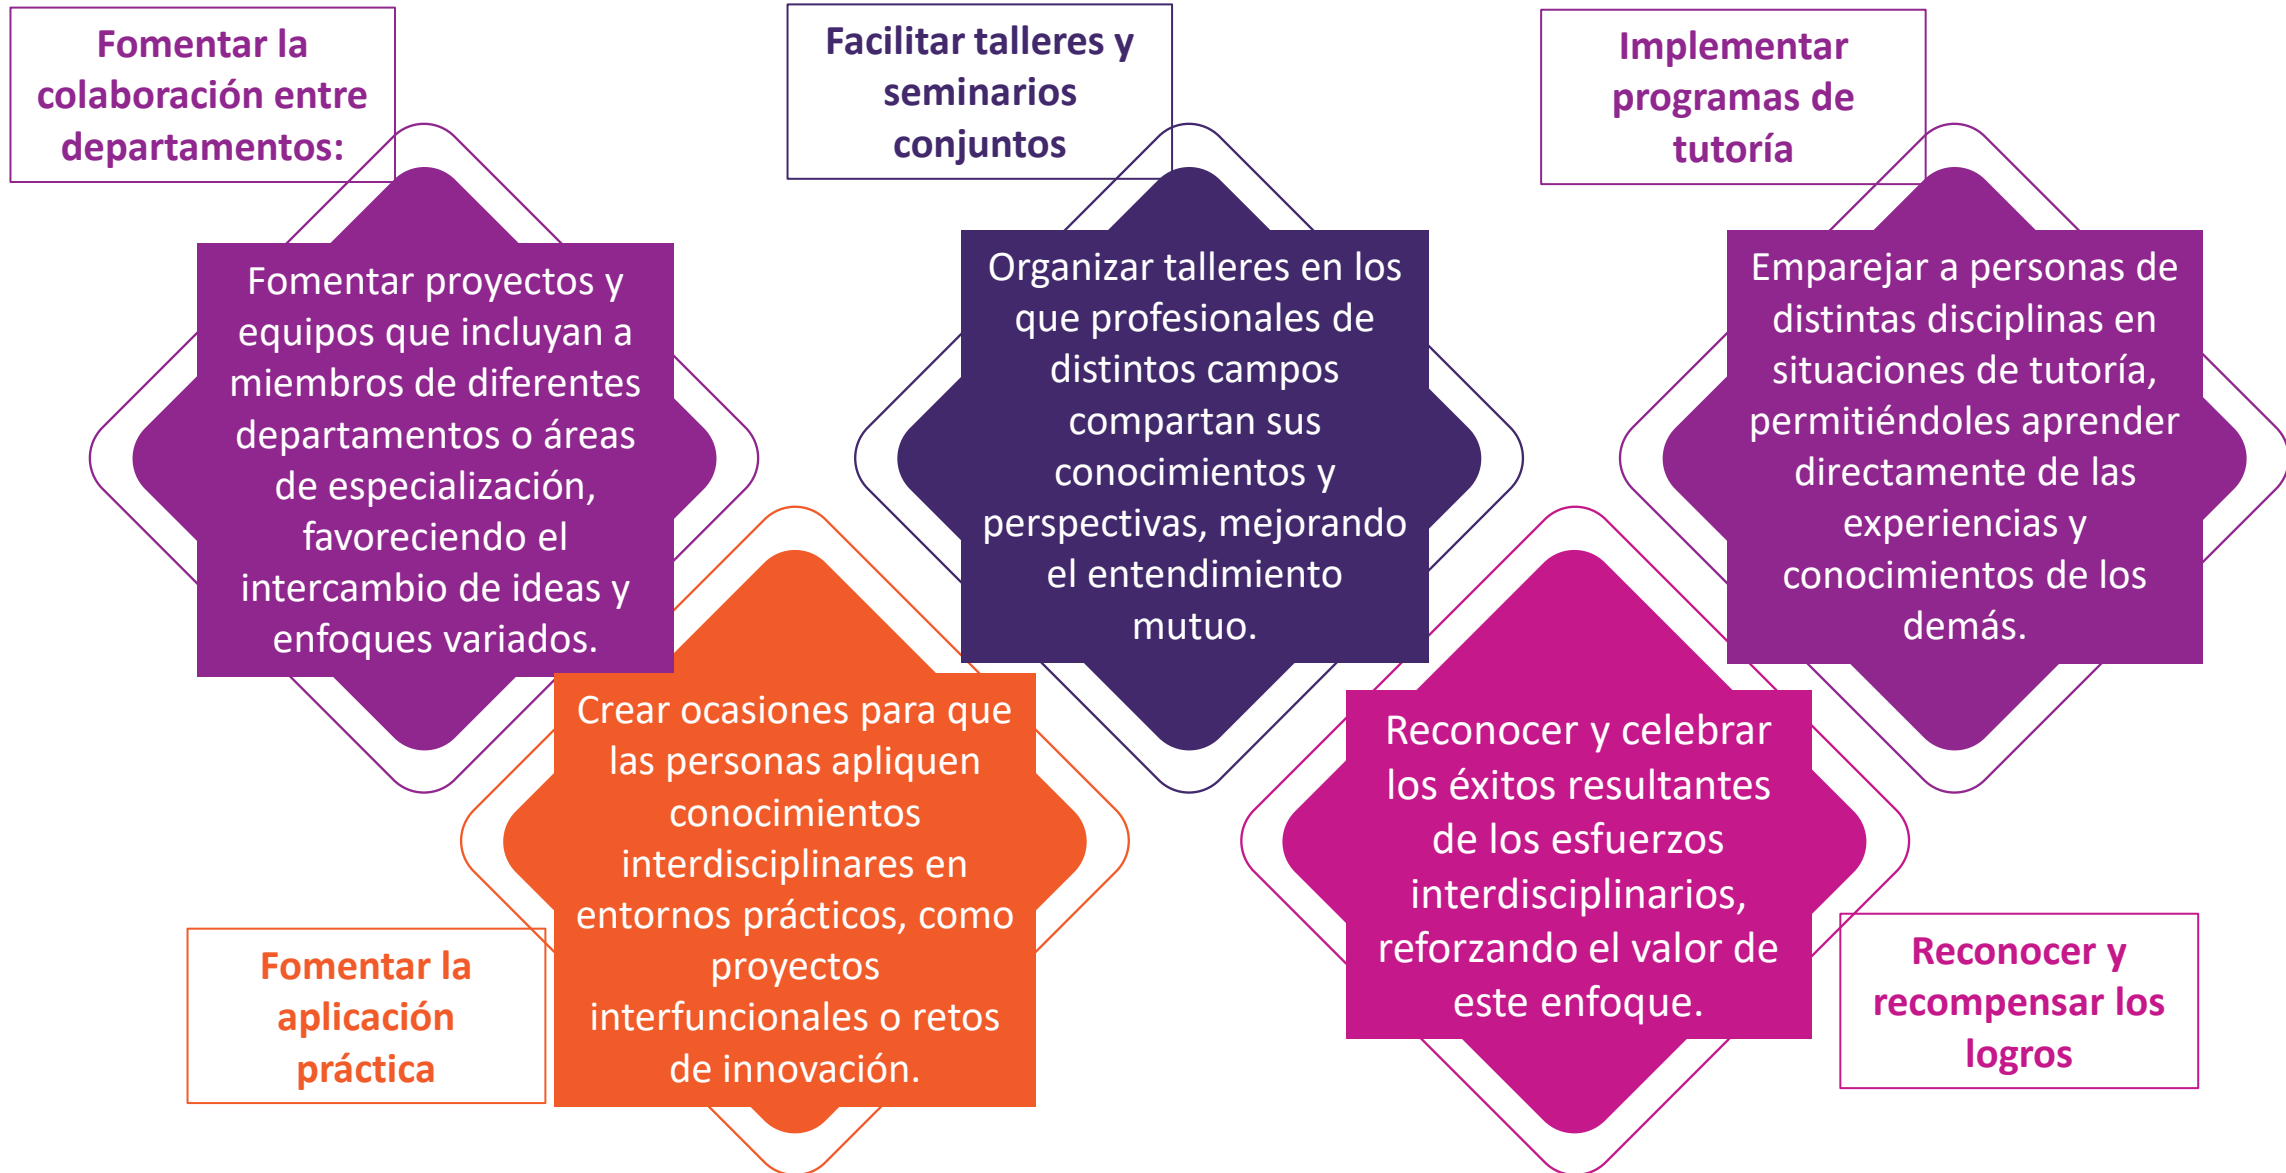 Fomentar la
colaboración entre
departamentos:
Fomentar proyectos y
equipos que incluyan a
miembros de diferentes
departamentos o áreas
de especialización,
favoreciendo el
intercambio de ideas y
enfoques variados.
Facilitar talleres y
seminarios
conjuntos
Organizar talleres en los
que profesionales de
distintos campos
compartan sus
conocimientos y
perspectivas, mejorando
el entendimiento
mutuo.
Implementar
programas de
tutoría
Emparejar a personas de
distintas disciplinas en
situaciones de tutoría,
permitiéndoles aprender
directamente de las
experiencias y
conocimientos de los
demás.
Fomentar la
aplicación
práctica
Crear ocasiones para que
las personas apliquen
conocimientos
interdisciplinares en
entornos prácticos, como
proyectos
interfuncionales o retos
de innovación.
Reconocer y celebrar
los éxitos resultantes
de los esfuerzos
interdisciplinarios,
reforzando el valor de
este enfoque.
Reconocer y
recompensar los
logros